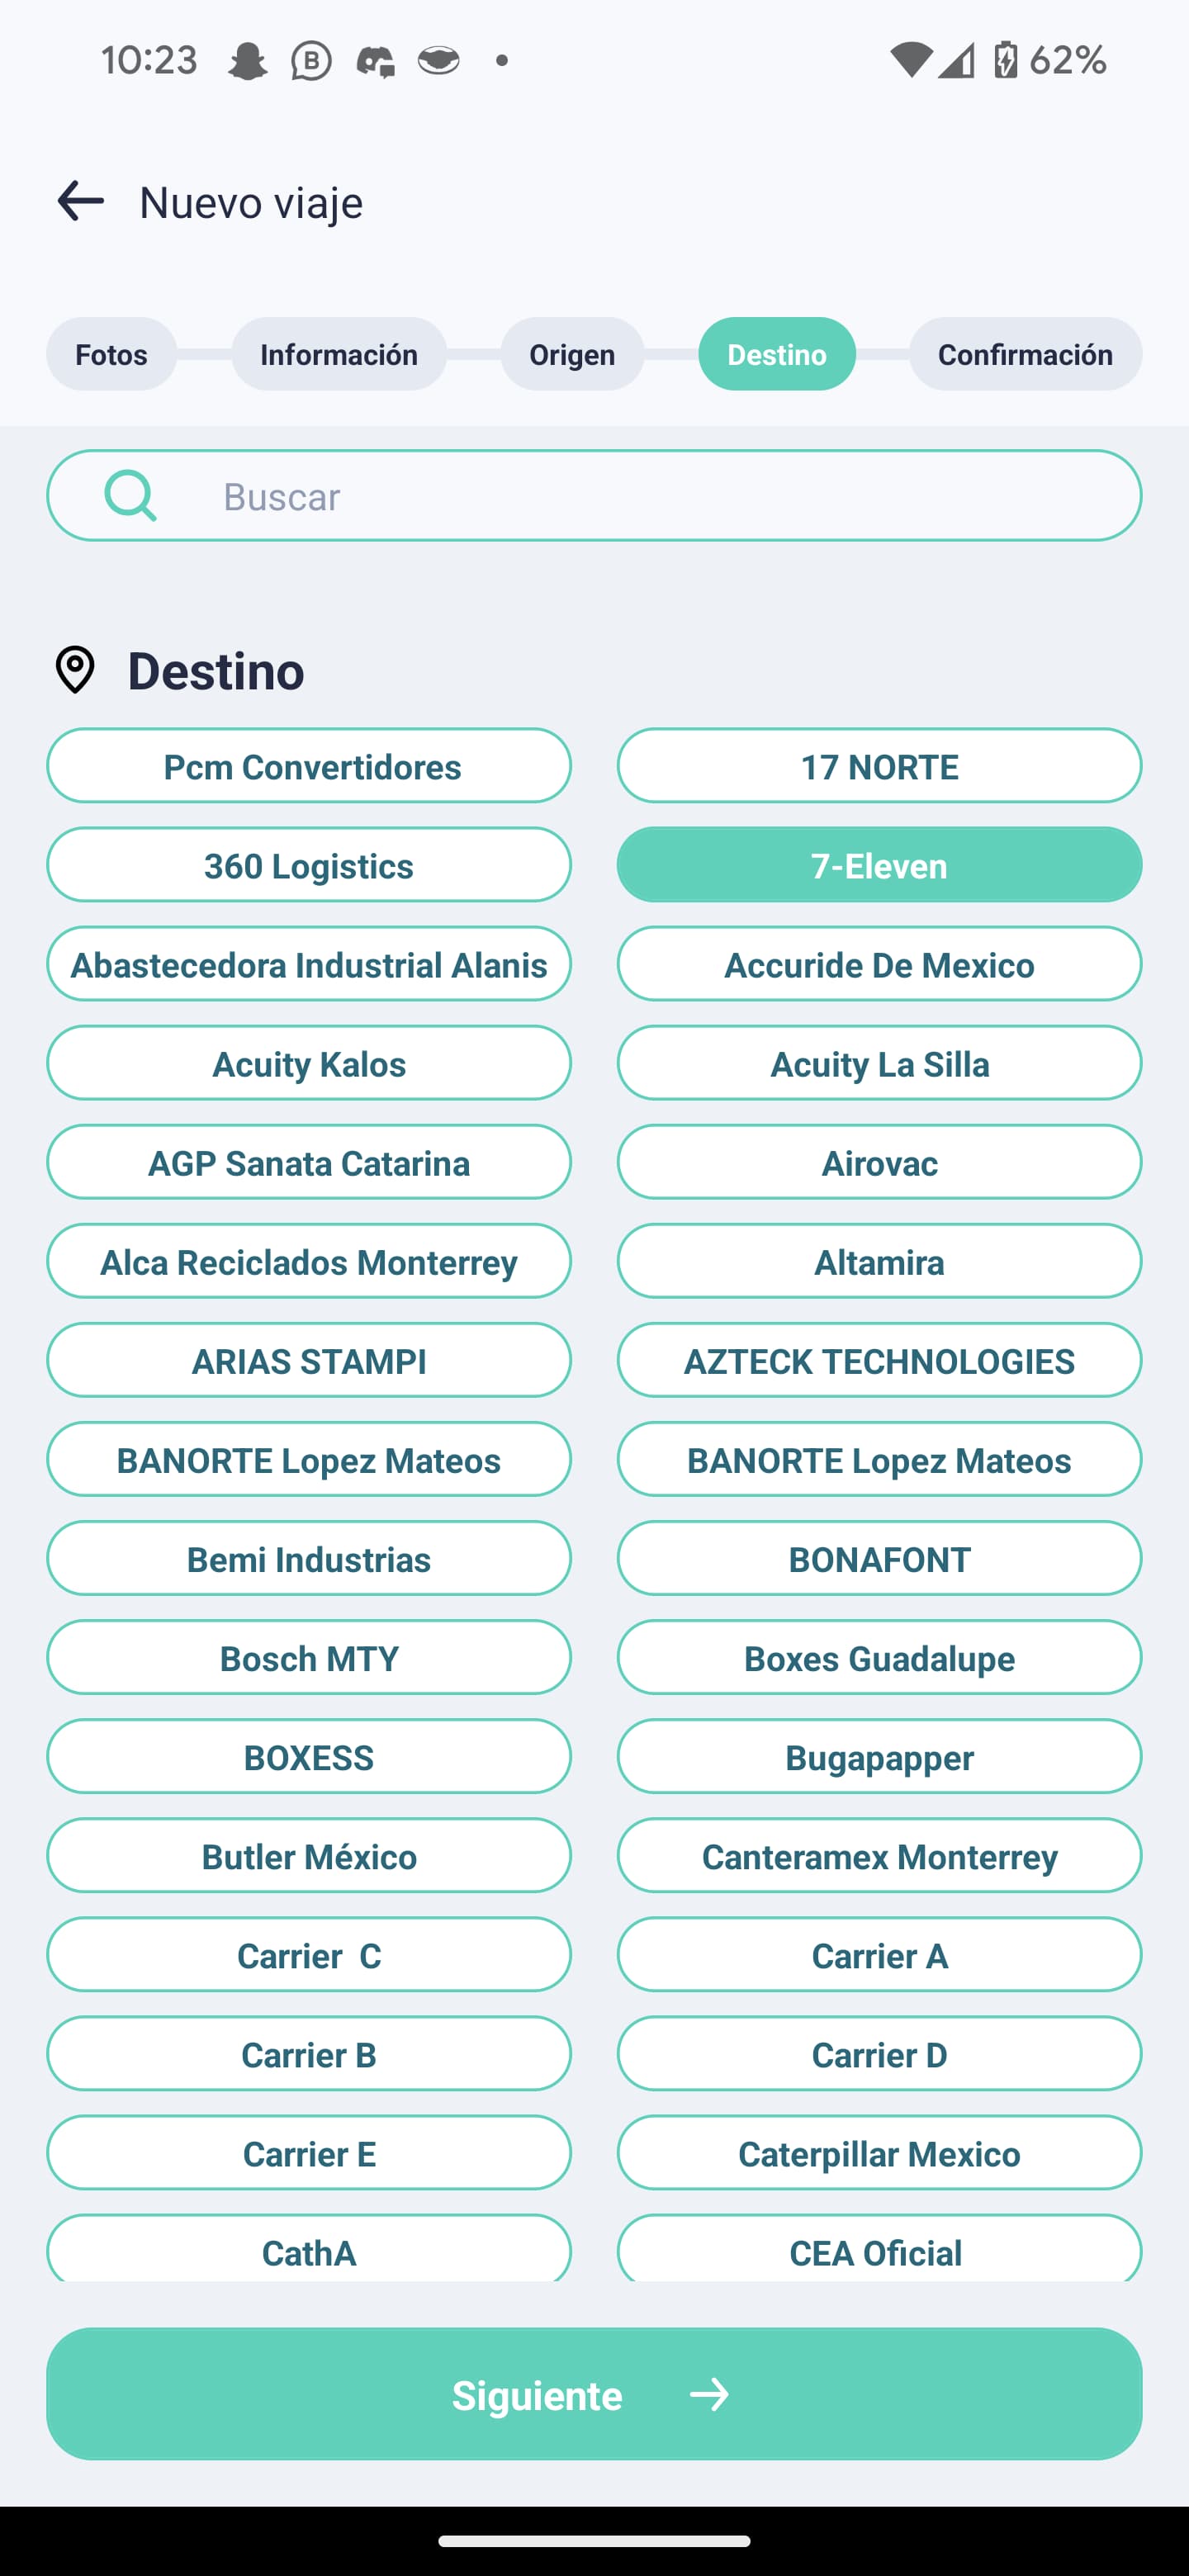 10:23 62%
Nuevo viaje
Fotos Información Origen Destino Confirmación
Buscar
Destino
Pcm Convertidores 17 NORTE
360 Logistics 7-Eleven
Abastecedora Industrial Alanis Accuride De Mexico
Acuity Kalos Acuity La Silla
AGP Sanata Catarina Airovac
Alca Reciclados Monterrey Altamira
ARIAS STAMPI AZTECK TECHNOLOGIES
BANORTE Lopez Mateos BANORTE Lopez Mateos
Bemi Industrias BONAFONT
Bosch MTY Boxes Guadalupe
BOXESS Bugapapper
Butler México Canteramex Monterrey
Carrier  C Carrier A
Carrier B Carrier D
Carrier E Caterpillar Mexico
CathA CEA Oficial
Siguiente